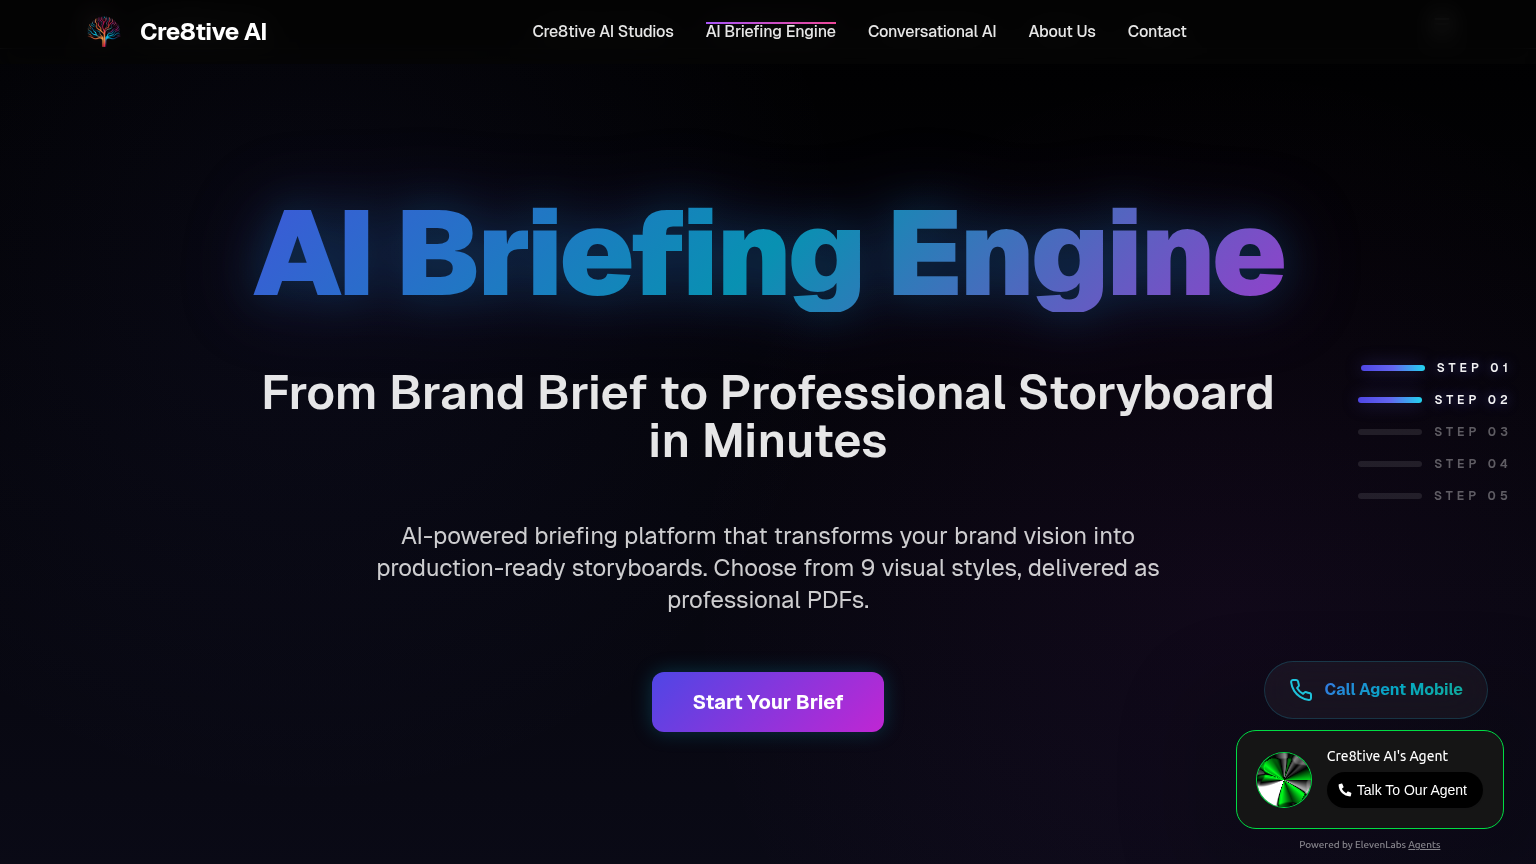 Cre8tive AI
Cre8tive AI Studios
AI Briefing Engine
Conversational AI
About Us
Contact
AI Briefing Engine
From Brand Brief to Professional Storyboard
in Minutes
STEP 01
STEP 02
STEP 03
STEP 04
STEP 05
AI-powered briefing platform that transforms your brand vision into
production-ready storyboards. Choose from 9 visual styles, delivered as
professional PDFs.
Start Your Brief
Call Agent Mobile
Cre8tive AI's Agent
Talk To Our Agent
Powered by ElevenLabs Agents